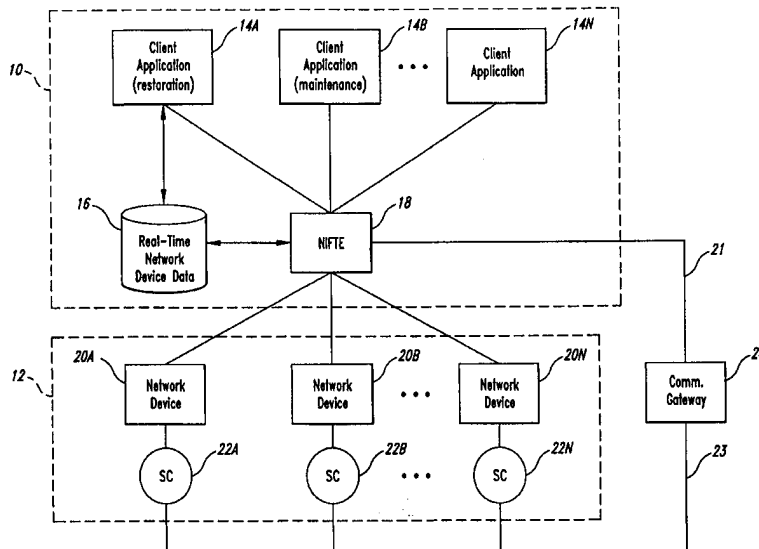 14A
14B
14N
10
Client
Application
(restoration)
Client
Application
(maintenance)
Client
Application
16
18
Real-Time
Network
Device Data
NIFTE
21
12
20A
20B
20N
Network
Device
Network
Device
Network
Device
Comm.
Gateway
22A
22B
22N
23
SC
SC
SC